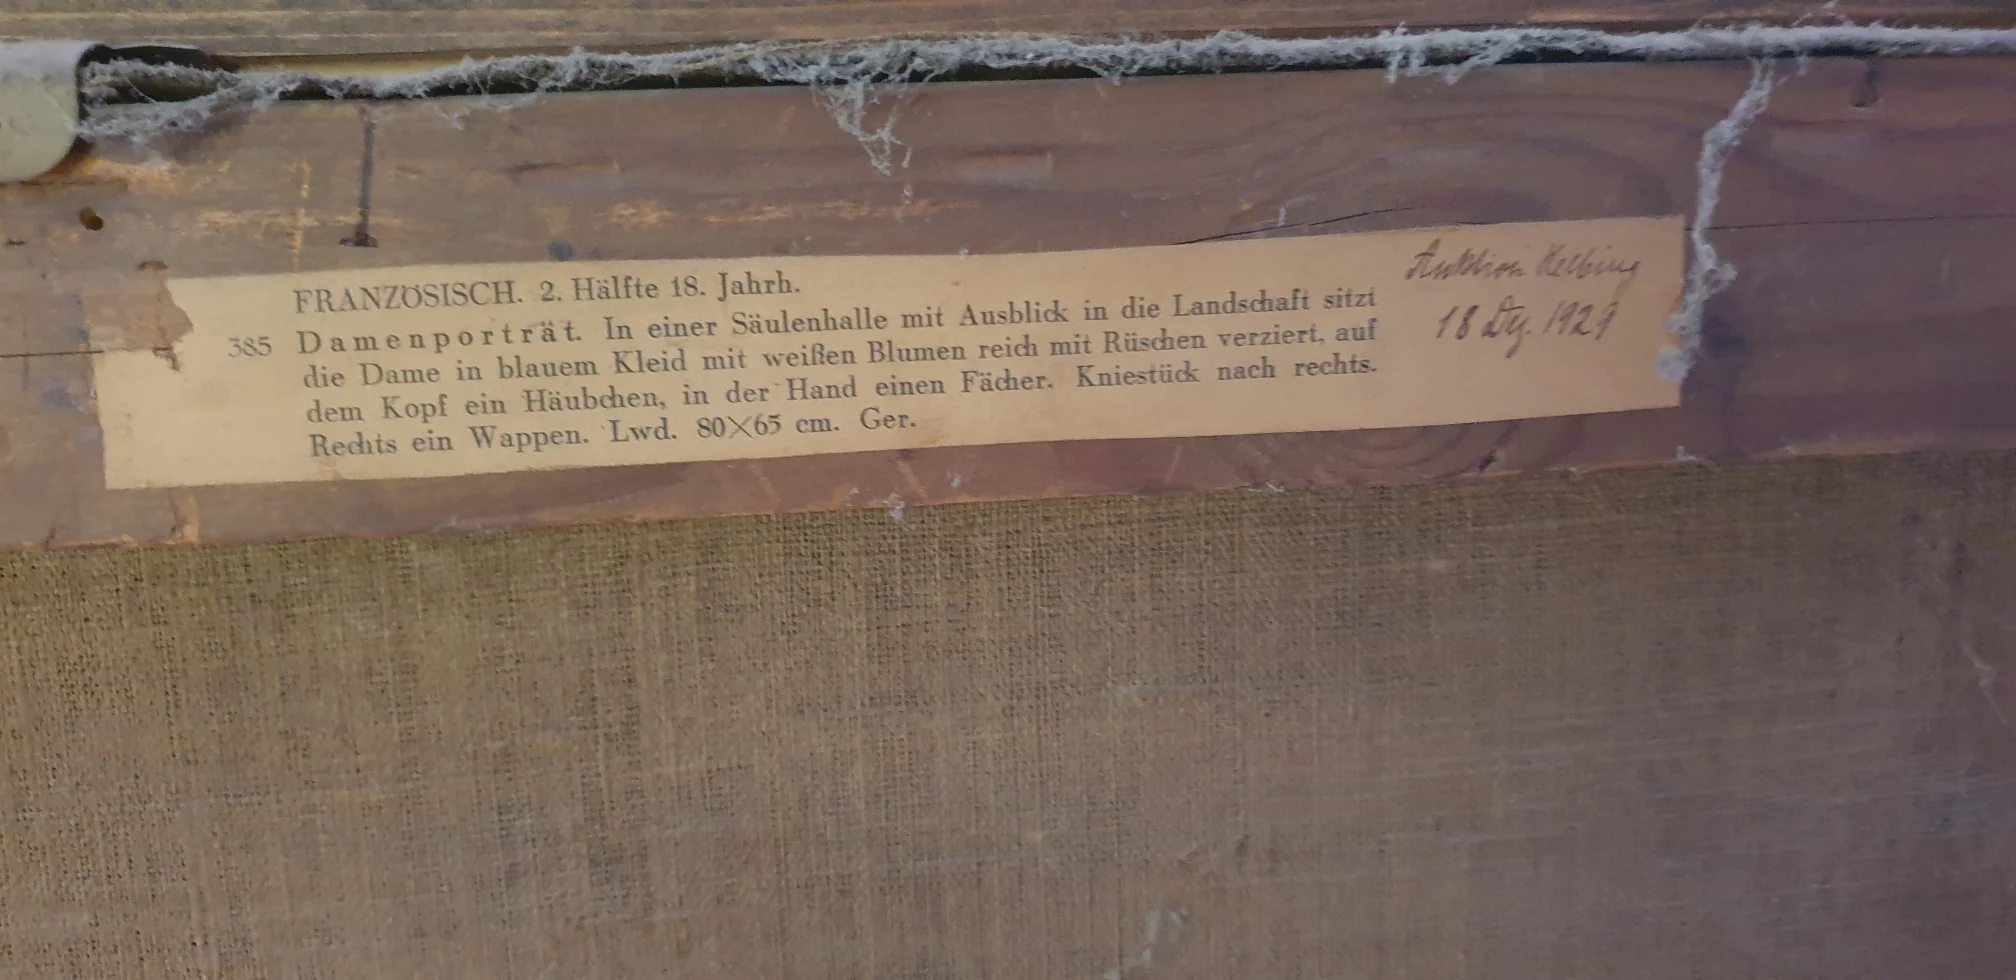 FRANZÖSISCH. 2. Hälfte 18. Jahrh.
385 Damenporträt. In einer Säulenhalle mit Ausblick in die Landschaft sitzt
die Dame in blauem Kleid mit weißen Blumen reich mit Rüschen verziert, auf
dem Kopf ein Häubchen, in der Hand einen Fächer. Kniestück nach rechts.
Rechts ein Wappen. Lwd. 80×65 cm. Ger.
Auktion Helbing
18 Dz. 1929